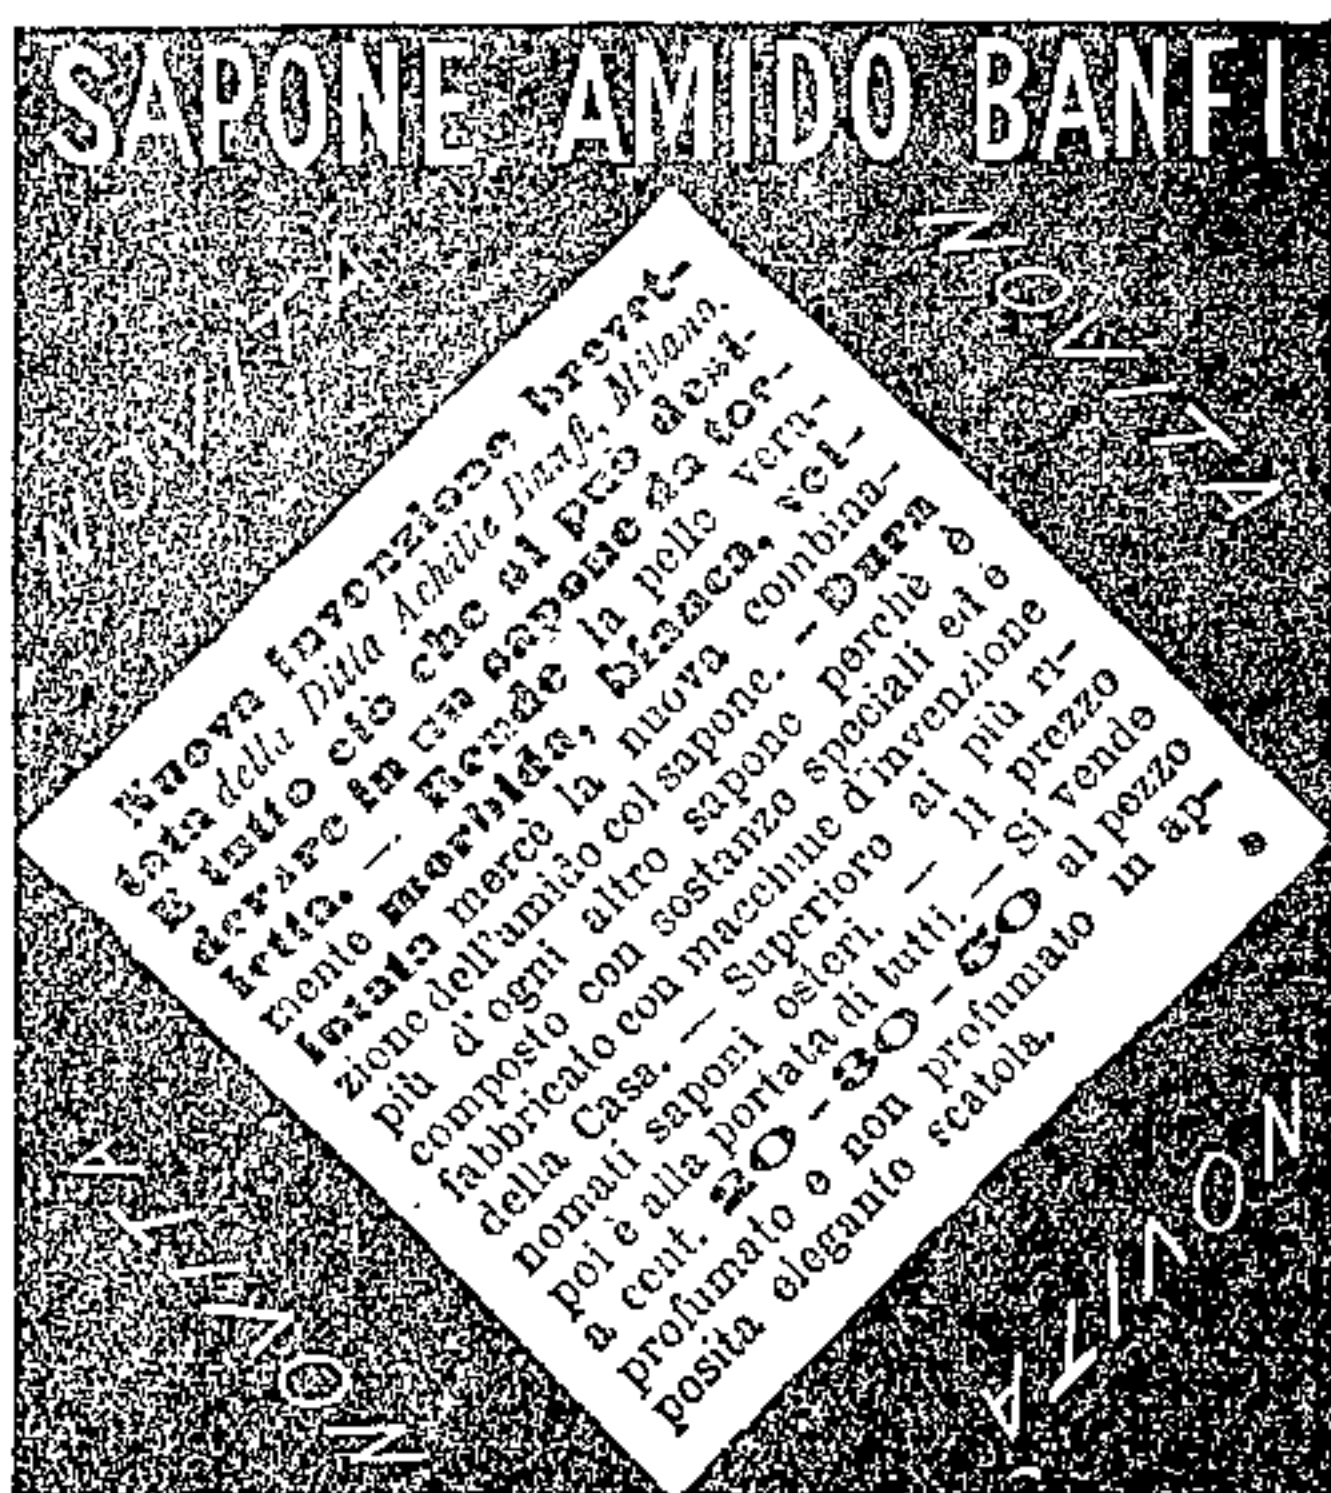 SAPONE AMIDO BANFI
NOVITA
NOVITA
Nuova invenzione brevet-
tata della Ditta Achille Banfi, Milano.
È tutto ciò che si può desi-
derare in un sapone da toe-
letta. — Rende la pelle vera-
mente morbida, bianca, vel-
lutata mercè la nuova combina-
zione dell'amido col sapone. — Dura
più d'ogni altro sapone perchè è
composto con sostanze speciali ed è
fabbricato con macchine d'invenzione
della Casa. — Superiore ai più ri-
nomati saponi esteri. — Il prezzo
poi è alla portata di tutti. — Si vende
a cent. 20 - 30 - 50 al pezzo
profumato e non profumato in ap-
posita elegante scatola.
NOVITA
NOVITA